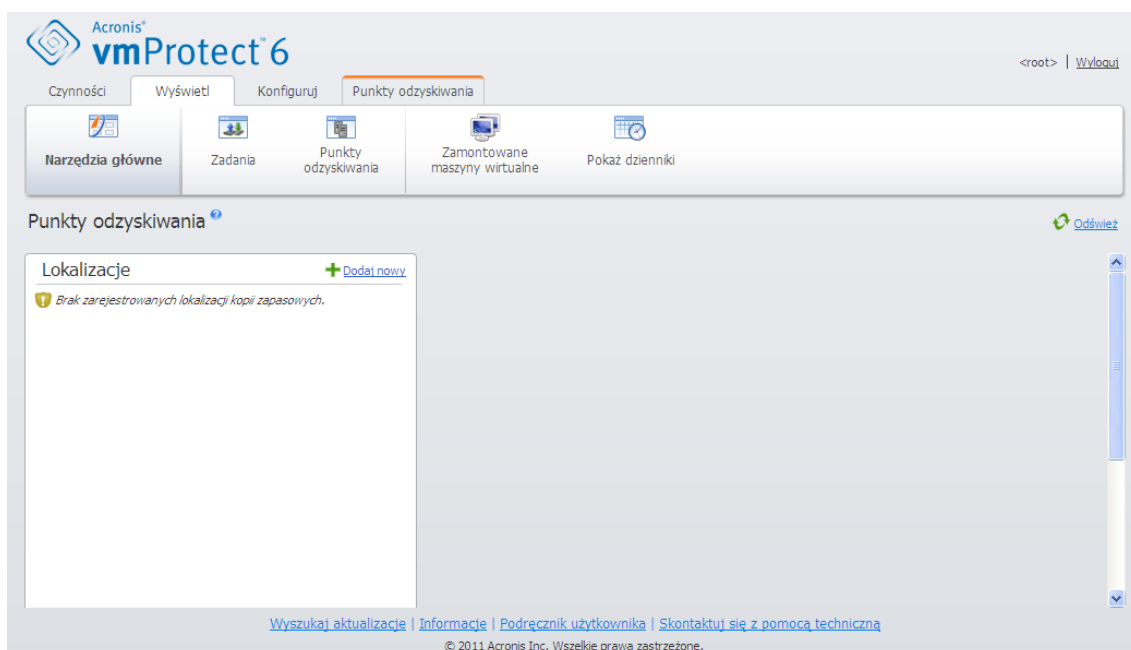 Acronis®
vmProtect™ 6
<root> | Wyloguj
Czynności Wyświetl Konfiguruj Punkty odzyskiwania
Narzędzia główne Zadania Punkty odzyskiwania Zamontowane maszyny wirtualne Pokaż dzienniki
Punkty odzyskiwania
Odśwież
Lokalizacje Dodaj nowy
Brak zarejestrowanych lokalizacji kopii zapasowych.
Wyszukaj aktualizacje | Informacje | Podręcznik użytkownika | Skontaktuj się z pomocą techniczną
© 2011 Acronis Inc. Wszelkie prawa zastrzeżone.